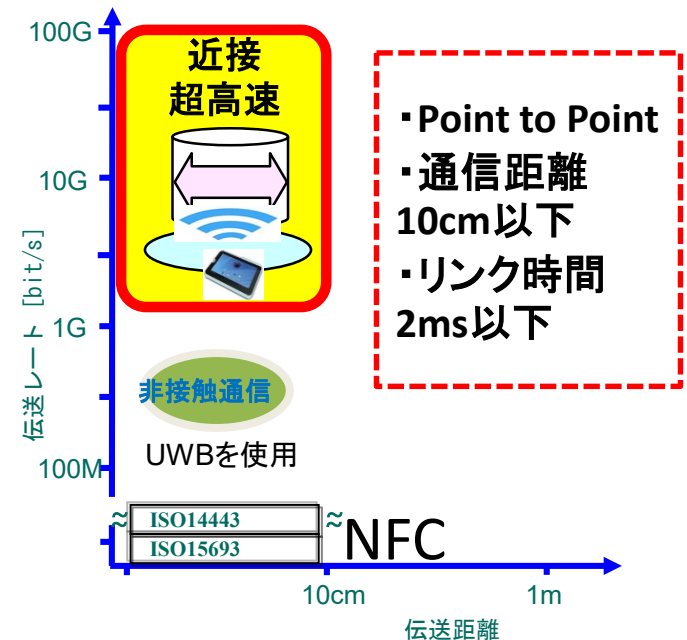 100G
近接
超高速
10G
1G
100M
伝送レート [bit/s]
非接触通信
UWBを使用
≈ ISO14443 ≈
ISO15693
NFC
10cm
1m
伝送距離
▪Point to Point
▪通信距離
10cm以下
▪リンク時間
2ms以下